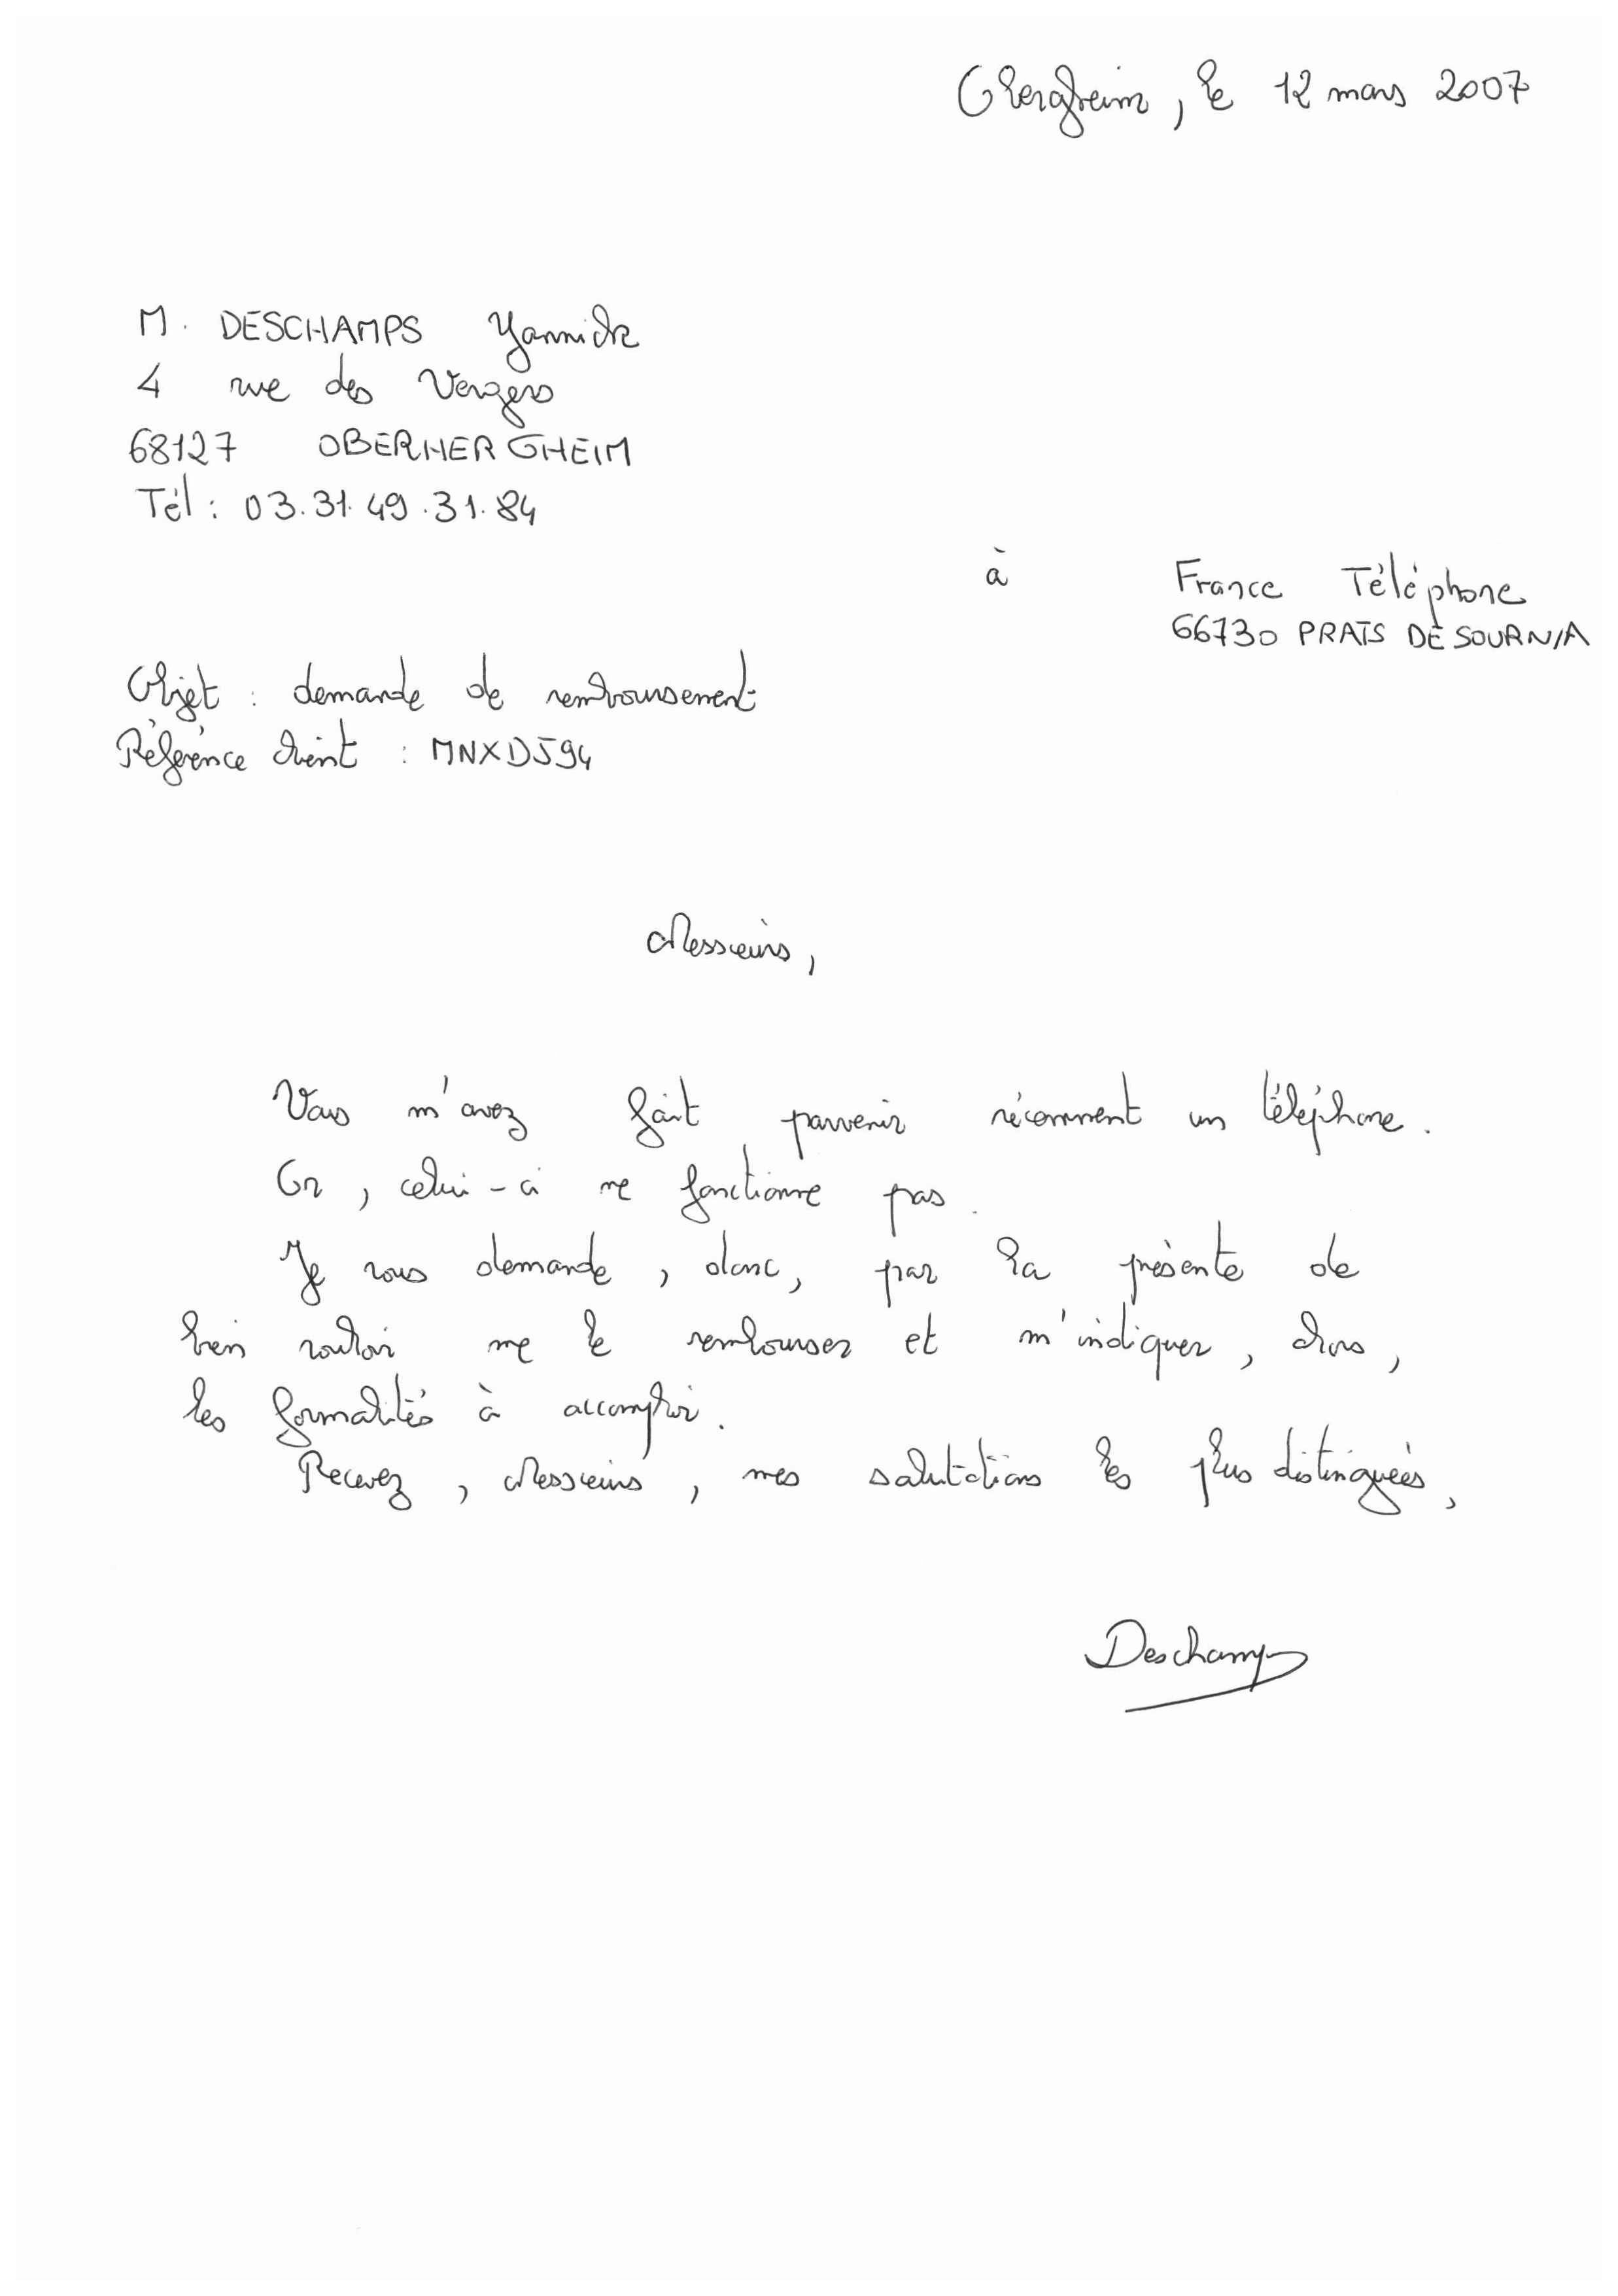 le 12 mars 2007
M. DESCHAMPS Yannick
4 rue des Vergers
68127 OBERHERGHEIM
Tél : 03.31.49.31.84
à France Téléphone
66730 PRATS DE SOURNIA
Objet : demande de remboursement
Référence client : MNXDJ94
Messieurs,
Vous m'avez fait parvenir récemment un téléphone.
Or, celui-ci ne fonctionne pas.
Je vous demande, donc, par la présente de
bien vouloir me le rembourser et m'indiquer, alors,
les formalités à accomplir.
Recevez, Messieurs, mes salutations les plus distinguées,
Deschamps